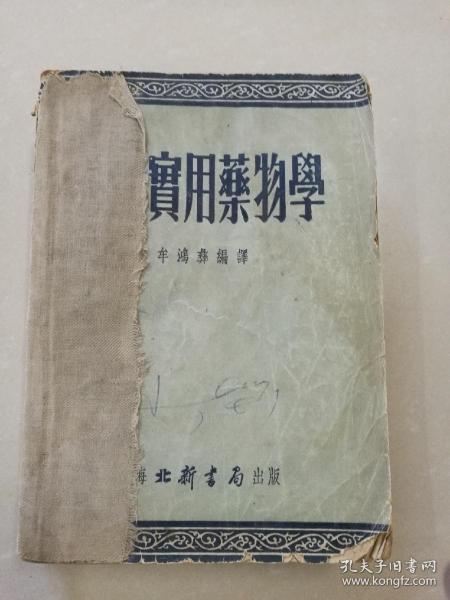 實用藥物學
牟鴻彝編譯
海 北新書局 出版
孔夫子旧书网
www.kongfz.com